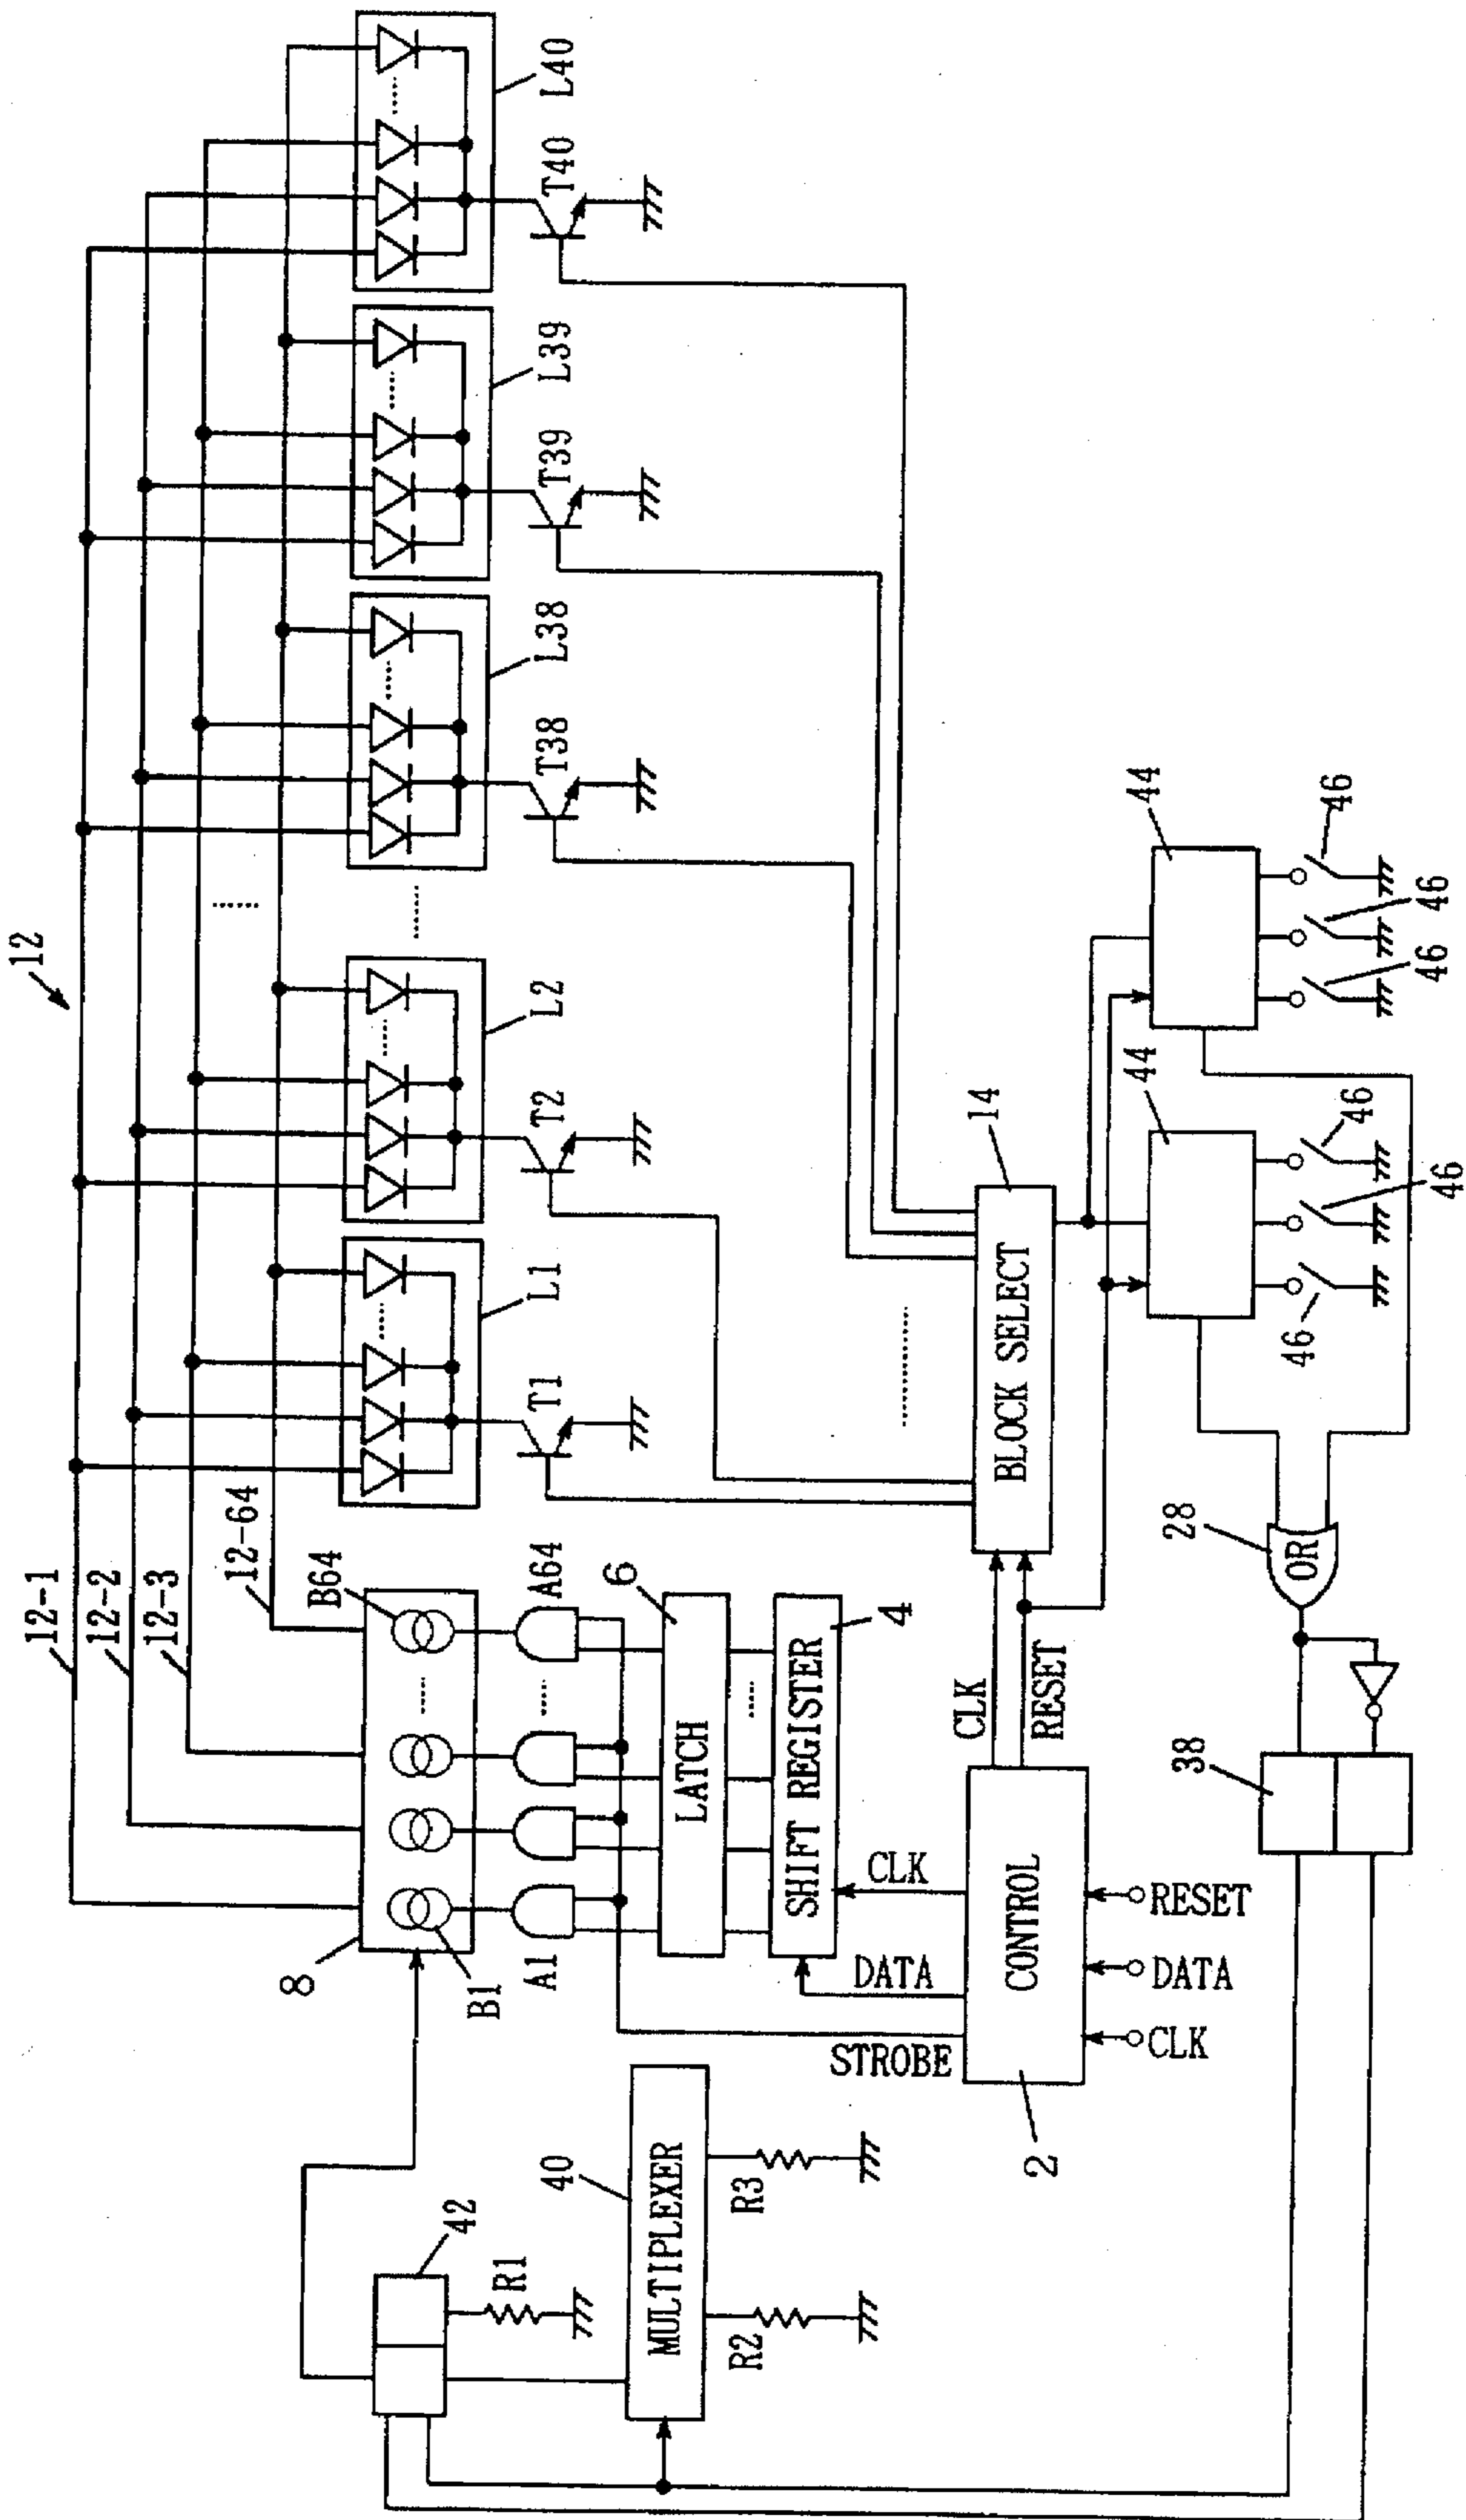 12
12-1
12-2
12-3
12-64
L1
L2
L38
L39
L40
T1
T2
T38
T39
T40
8
B1
B64
A1
A64
6
LATCH
4
SHIFT REGISTER
CLK
DATA
STROBE
CONTROL
2
RESET
DATA
CLK
CLK
RESET
14
BLOCK SELECT
42
R1
40
MULTIPLEXER
R2
R3
44
44
46
46
46
46
46
46
28
OR
38